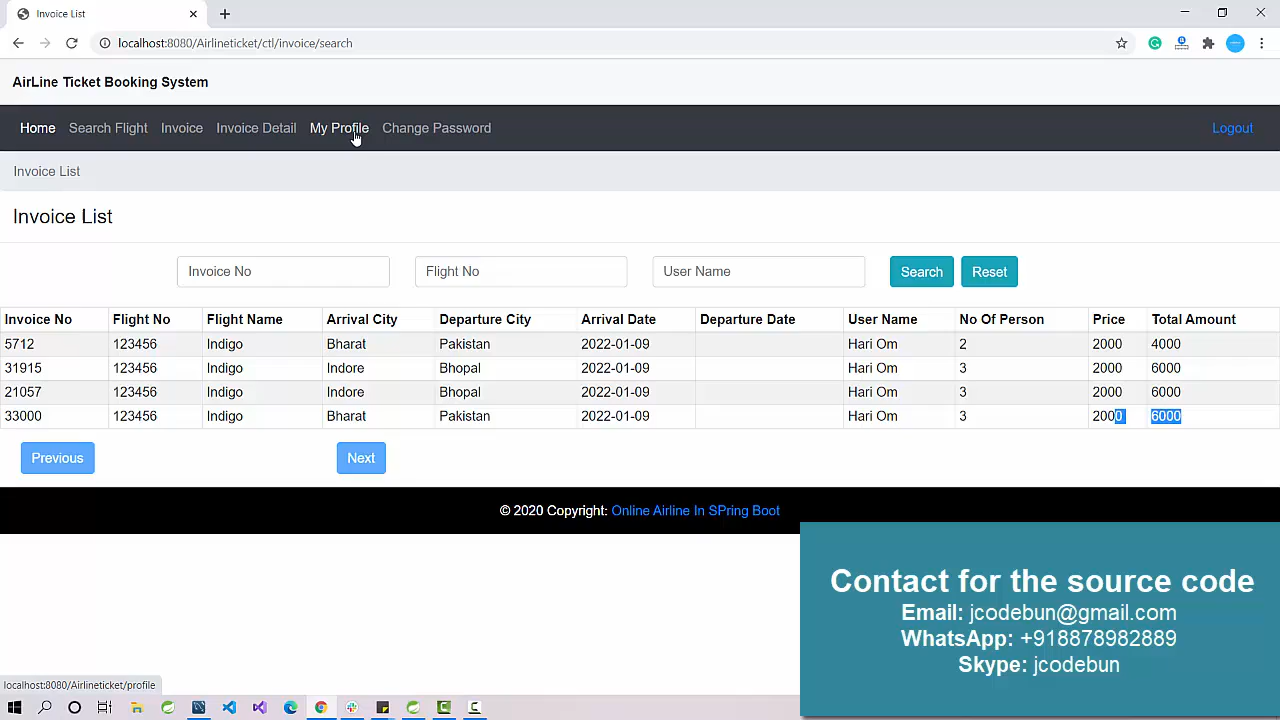 Invoice List
localhost:8080/Airlineticket/ctl/invoice/search
AirLine Ticket Booking System
Home Search Flight Invoice Invoice Detail My Profile Change Password Logout
Invoice List
Invoice List
Invoice No Flight No User Name Search Reset
Invoice No Flight No Flight Name Arrival City Departure City Arrival Date Departure Date User Name No Of Person Price Total Amount
5712 123456 Indigo Bharat Pakistan 2022-01-09 Hari Om 2 2000 4000
31915 123456 Indigo Indore Bhopal 2022-01-09 Hari Om 3 2000 6000
21057 123456 Indigo Indore Bhopal 2022-01-09 Hari Om 3 2000 6000
33000 123456 Indigo Bharat Pakistan 2022-01-09 Hari Om 3 2000 6000
Previous Next
© 2020 Copyright: Online Airline In SPring Boot
Contact for the source code
Email: jcodebun@gmail.com
WhatsApp: +918878982889
Skype: jcodebun
localhost:8080/Airlineticket/profile